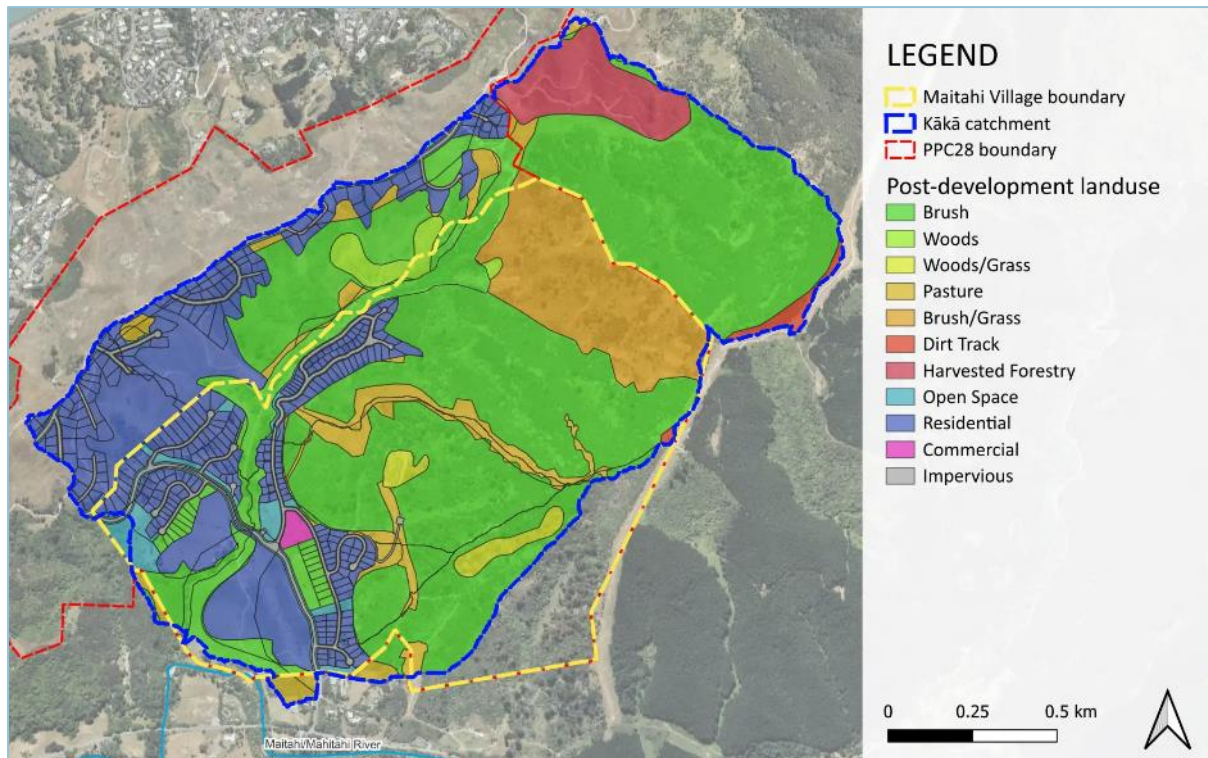 LEGEND
Maitahi Village boundary
Kākā catchment
PPC28 boundary
Post-development landuse
Brush
Woods
Woods/Grass
Pasture
Brush/Grass
Dirt Track
Harvested Forestry
Open Space
Residential
Commercial
Impervious
0 0.25 0.5 km
Maitahi/Mahitahi River